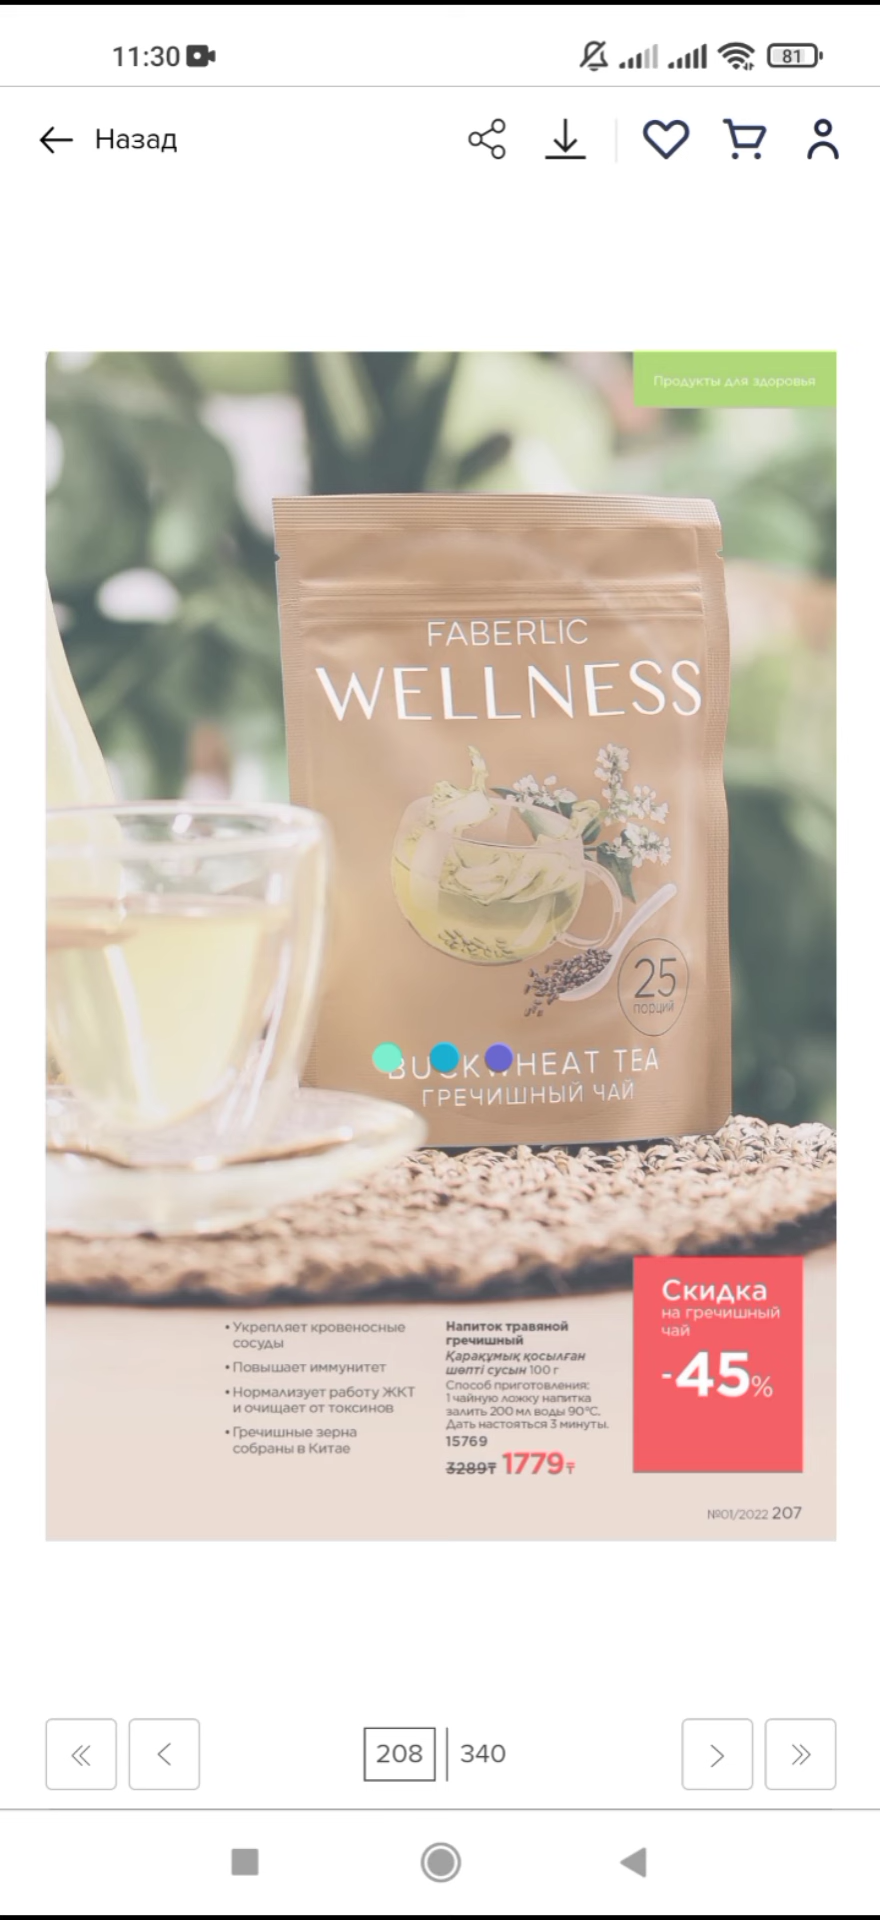 11:30
81
Назад
Продукты для здоровья
FABERLIC
WELLNESS
25
порций
BUCKWHEAT TEA
ГРЕЧИШНЫЙ ЧАЙ
• Укрепляет кровеносные
сосуды
• Повышает иммунитет
• Нормализует работу ЖКТ
и очищает от токсинов
• Гречишные зерна
собраны в Китае
Напиток травяной
гречишный
Қарақұмық қосылған
шөпті сусын 100 г
Способ приготовления:
1 чайную ложку напитка
залить 200 мл воды 90°C.
Дать настояться 3 минуты.
15769
3289₸ 1779₸
Скидка
на гречишный
чай
-45%
№01/2022 207
208 | 340